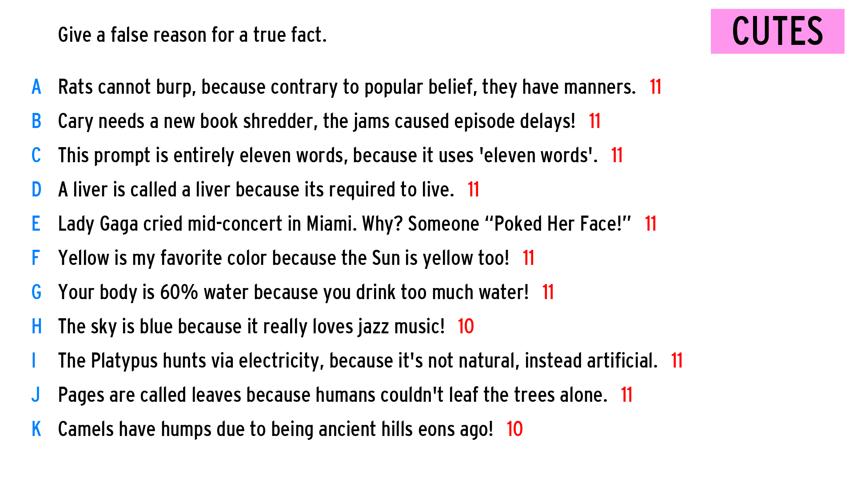 Give a false reason for a true fact.
CUTES
A Rats cannot burp, because contrary to popular belief, they have manners. 11
B Cary needs a new book shredder, the jams caused episode delays! 11
C This prompt is entirely eleven words, because it uses 'eleven words'. 11
D A liver is called a liver because its required to live. 11
E Lady Gaga cried mid-concert in Miami. Why? Someone “Poked Her Face!” 11
F Yellow is my favorite color because the Sun is yellow too! 11
G Your body is 60% water because you drink too much water! 11
H The sky is blue because it really loves jazz music! 10
I The Platypus hunts via electricity, because it's not natural, instead artificial. 11
J Pages are called leaves because humans couldn't leaf the trees alone. 11
K Camels have humps due to being ancient hills eons ago! 10